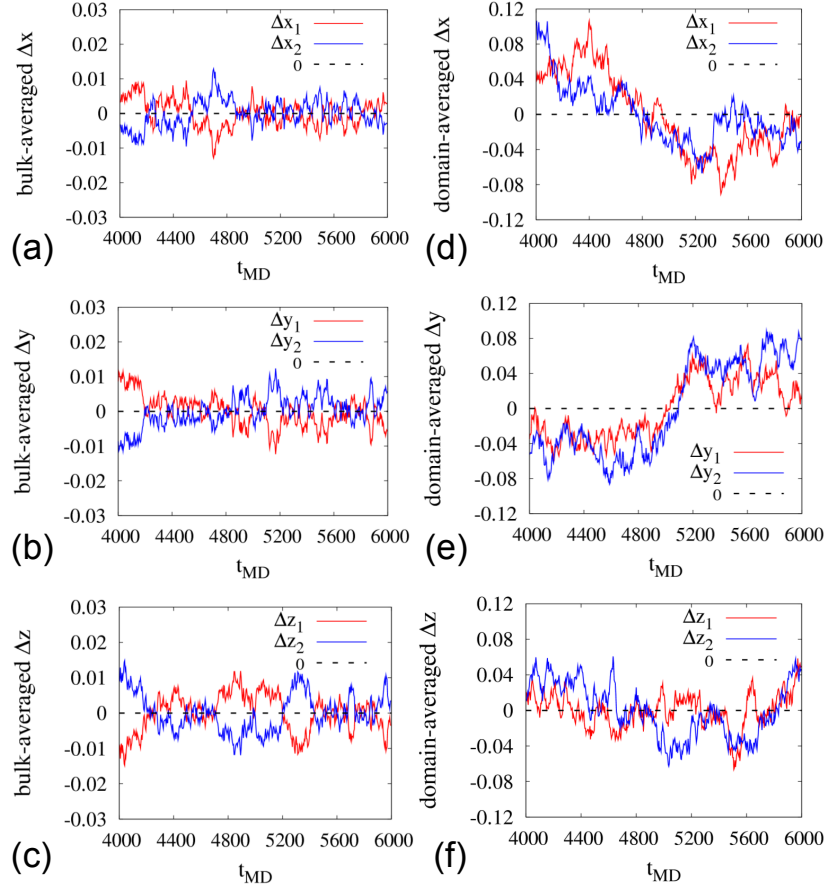 0.03
0.02
0.01
0
-0.01
-0.02
-0.03
bulk-averaged Δx
Δx1
Δx2
0
4000 4400 4800 5200 5600 6000
tMD
(a)
0.12
0.08
0.04
0
-0.04
-0.08
-0.12
domain-averaged Δx
Δx1
Δx2
0
4000 4400 4800 5200 5600 6000
tMD
(d)
0.03
0.02
0.01
0
-0.01
-0.02
-0.03
bulk-averaged Δy
Δy1
Δy2
0
4000 4400 4800 5200 5600 6000
tMD
(b)
0.12
0.08
0.04
0
-0.04
-0.08
-0.12
domain-averaged Δy
Δy1
Δy2
0
4000 4400 4800 5200 5600 6000
tMD
(e)
0.03
0.02
0.01
0
-0.01
-0.02
-0.03
bulk-averaged Δz
Δz1
Δz2
0
4000 4400 4800 5200 5600 6000
tMD
(c)
0.12
0.08
0.04
0
-0.04
-0.08
-0.12
domain-averaged Δz
Δz1
Δz2
0
4000 4400 4800 5200 5600 6000
tMD
(f)